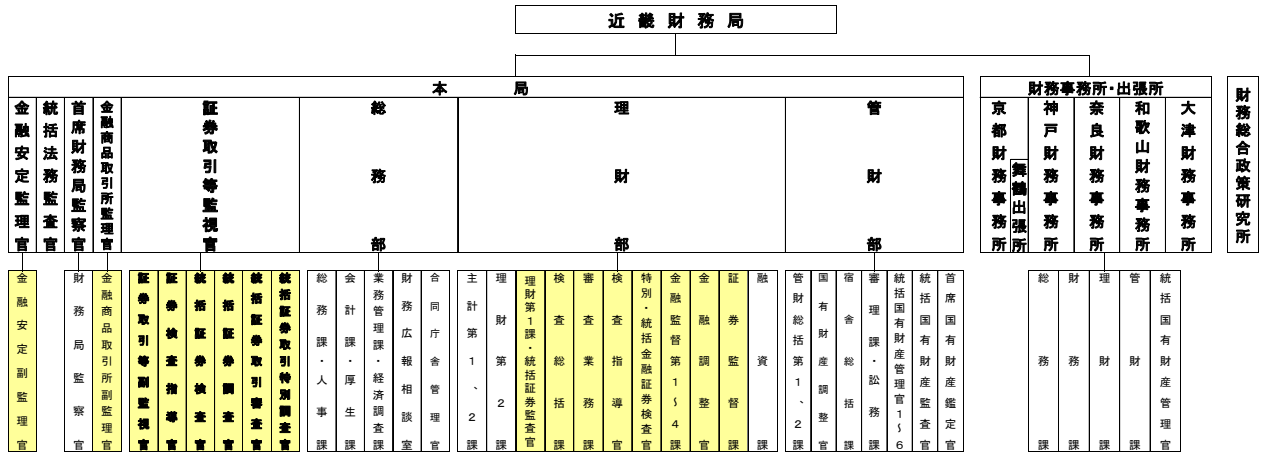 近畿財務局
本局
財務事務所・出張所
金融安定監理官
統括法務監査官
首席財務局監察官
金融商品取引所監理官
証券取引等監視官
総務部
理財部
管財部
京都財務事務所
舞鶴出張所
神戸財務事務所
奈良財務事務所
和歌山財務事務所
大津財務事務所
財務総合政策研究所
金融安定副監理官
財務局監察官
金融商品取引所副監理官
証券取引等副監視官
証券検査指導官
統括証券検査官
統括証券調査官
統括証券取引審査官
統括証券取引特別調査官
総務課・人事課
会計課・厚生課
業務管理課・経済調査課
財務広報相談室
合同庁舎管理官
主計第1、2課
理財第2課
理財第1課・統括証券監査官
検査総括課
審査業務課
検査指導官
特別・統括金融証券検査官
金融監督第1~4課
金融調整官
証券監督課
融資課
管財総括第1、2課
国有財産調整官
宿舎総括課
審理課・訟務課
統括国有財産管理官1~6
統括国有財産監査官
首席国有財産鑑定官
総務課
財務課
理財課
管財課
統括国有財産管理官